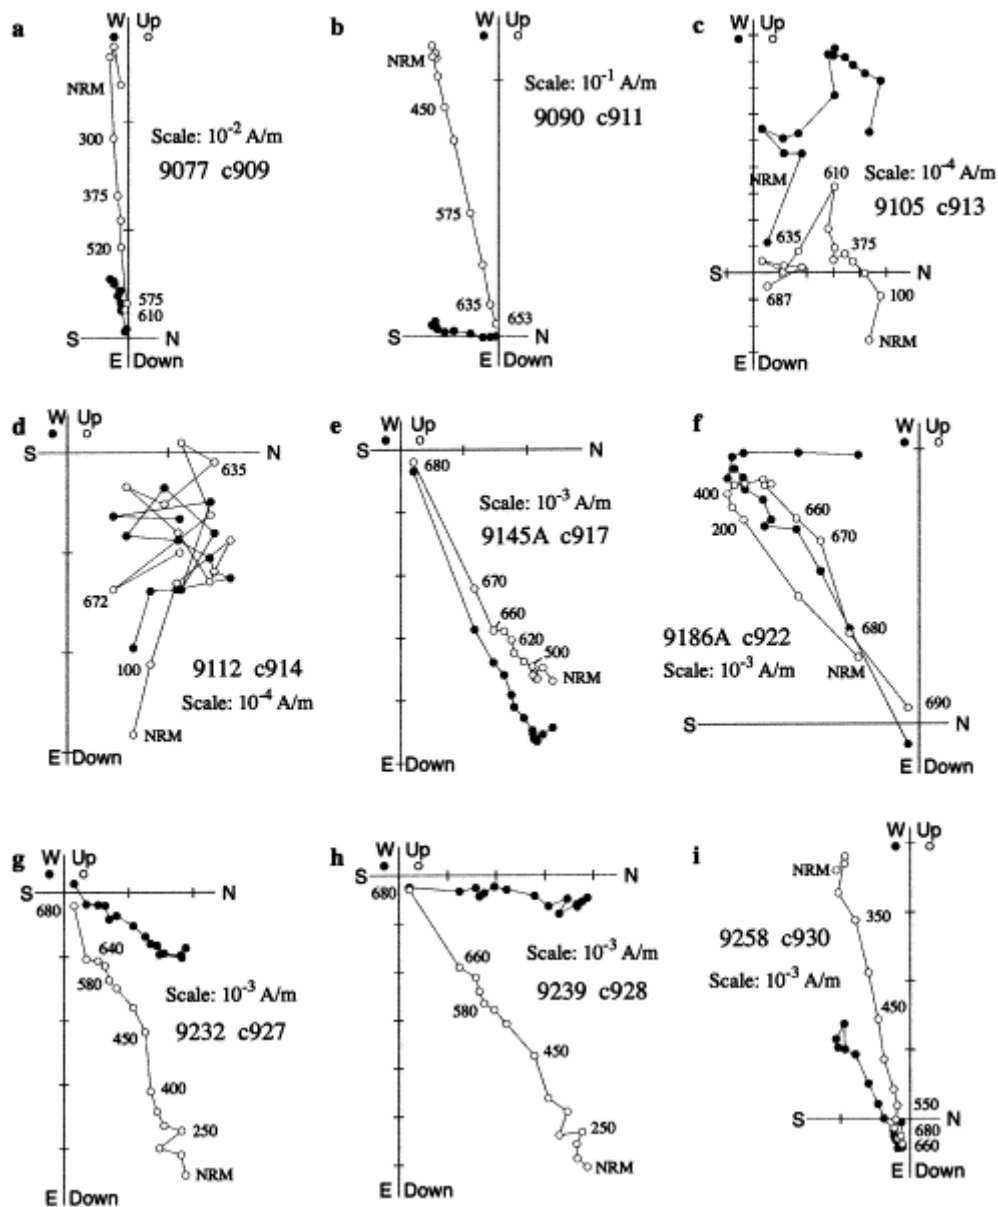 a
W Up
NRM
300
Scale: 10⁻² A/m
9077 c909
375
520
575
610
S N
E Down
b
W Up
NRM
Scale: 10⁻¹ A/m
450
9090 c911
575
635
653
S N
E Down
c
W Up
NRM
610
Scale: 10⁻⁴ A/m
9105 c913
635
375
S N
687
100
NRM
E Down
d
W Up
S N
635
672
100
9112 c914
Scale: 10⁻⁴ A/m
NRM
E Down
e
W Up
S N
680
Scale: 10⁻³ A/m
9145A c917
670
660
620
500
NRM
E Down
f
W Up
400
200
660
670
680
9186A c922
Scale: 10⁻³ A/m
NRM
690
S N
E Down
g
W Up
S N
680
640
580
Scale: 10⁻³ A/m
9232 c927
450
400
250
NRM
E Down
h
W Up
S N
680
660
Scale: 10⁻³ A/m
9239 c928
580
450
250
NRM
E Down
i
W Up
NRM
350
9258 c930
Scale: 10⁻³ A/m
450
550
S N
680
660
E Down